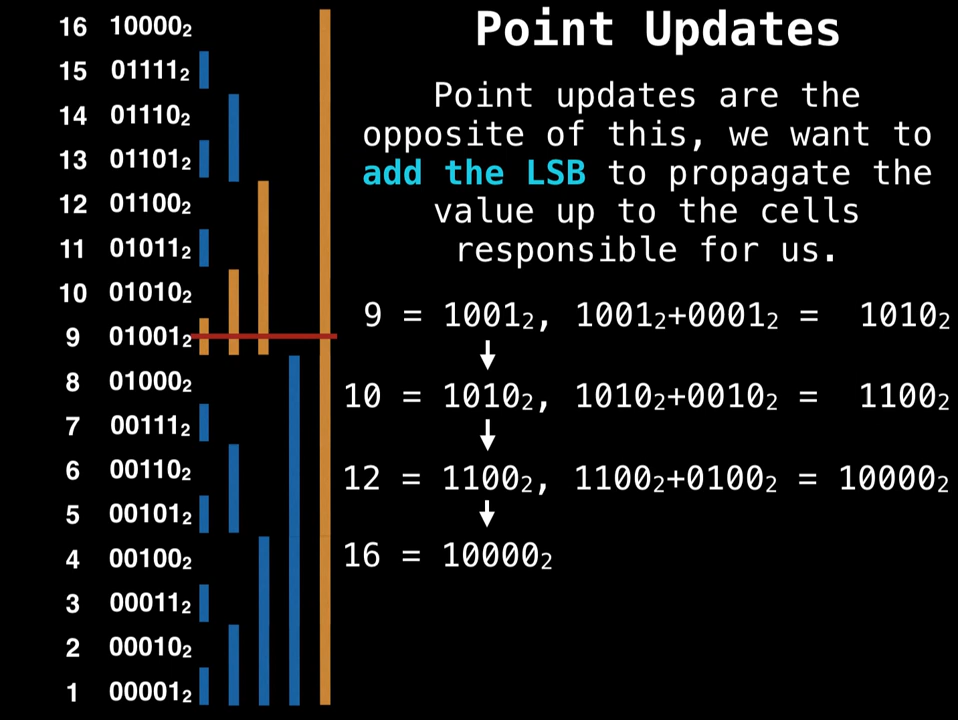 Point Updates
Point updates are the
opposite of this, we want to
add the LSB to propagate the
value up to the cells
responsible for us.
9 = 1001₂, 1001₂+0001₂ = 1010₂
10 = 1010₂, 1010₂+0010₂ = 1100₂
12 = 1100₂, 1100₂+0100₂ = 10000₂
16 = 10000₂
16 10000₂
15 01111₂
14 01110₂
13 01101₂
12 01100₂
11 01011₂
10 01010₂
9 01001₂
8 01000₂
7 00111₂
6 00110₂
5 00101₂
4 00100₂
3 00011₂
2 00010₂
1 00001₂